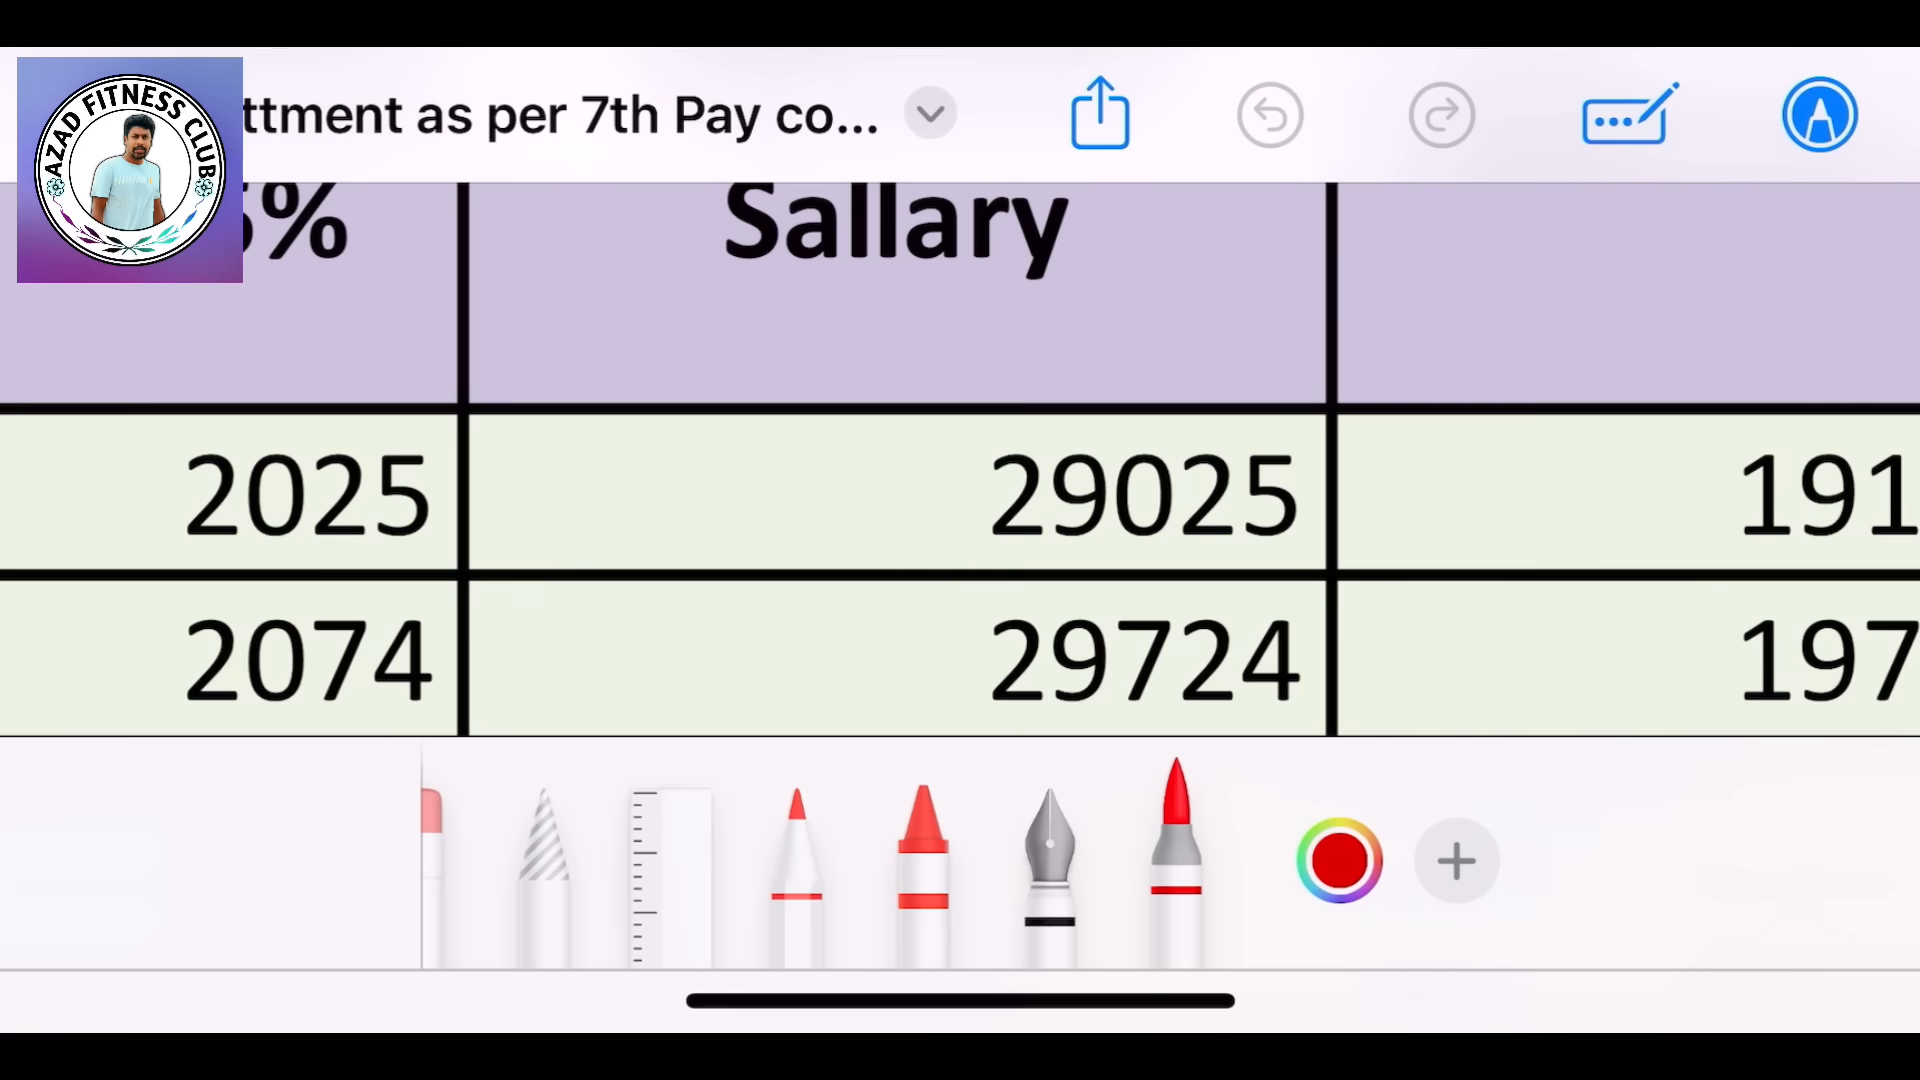 AZAD FITNESS CLUB
ttment as per 7th Pay co...
% Sallary
2025 29025 191
2074 29724 197